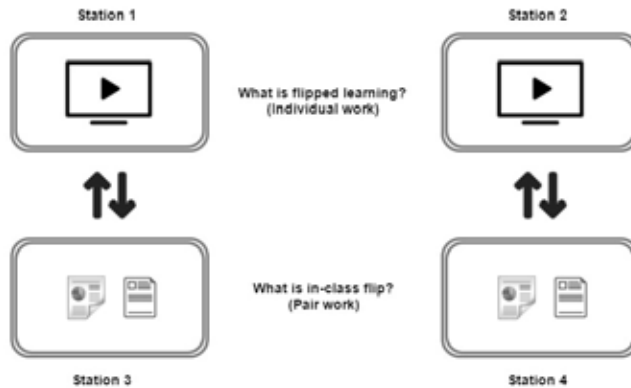 Station 1
Station 2
What is flipped learning?
(Individual work)
What is in-class flip?
(Pair work)
Station 3
Station 4